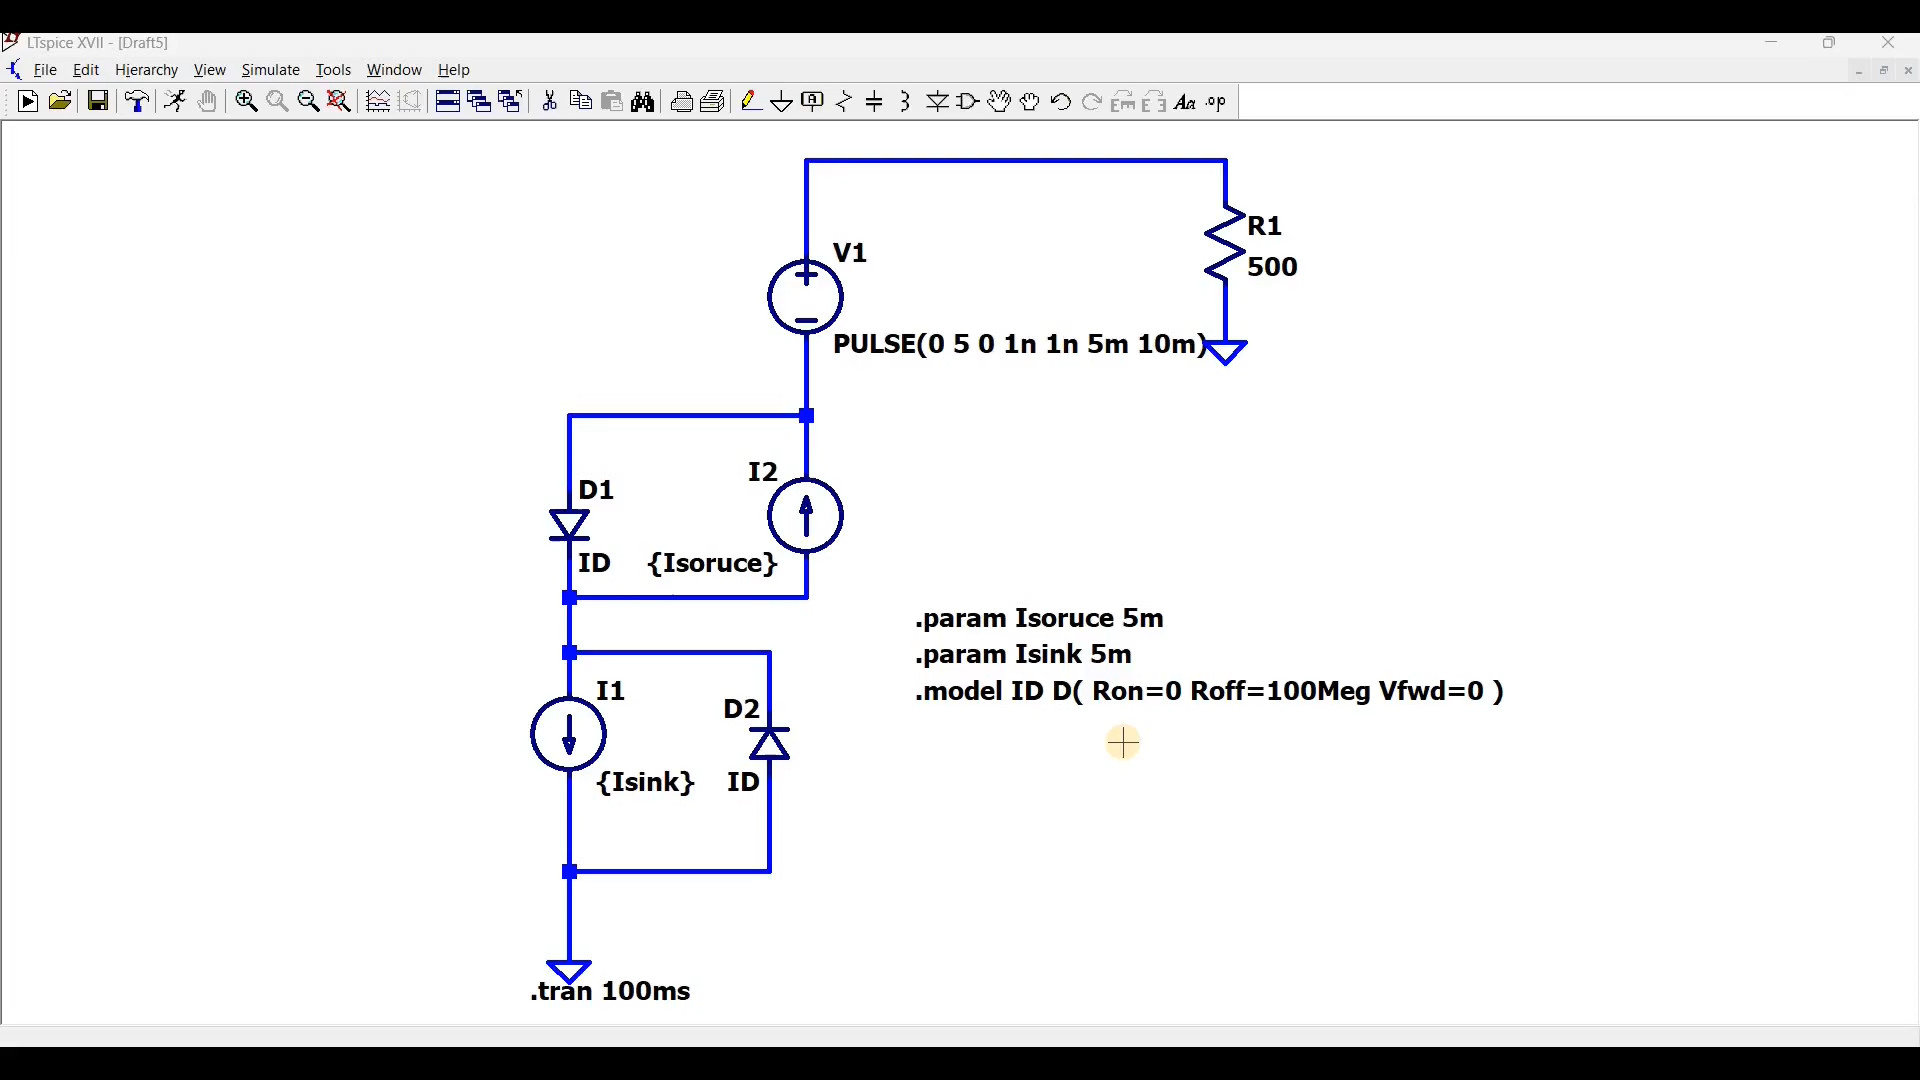 LTspice XVII - [Draft5]
File Edit Hierarchy View Simulate Tools Window Help
Aa .op
V1
R1
500
PULSE(0 5 0 1n 1n 5m 10m)
I2
D1
ID
{Isoruce}
.param Isoruce 5m
.param Isink 5m
.model ID D( Ron=0 Roff=100Meg Vfwd=0 )
I1
D2
{Isink}
ID
.tran 100ms